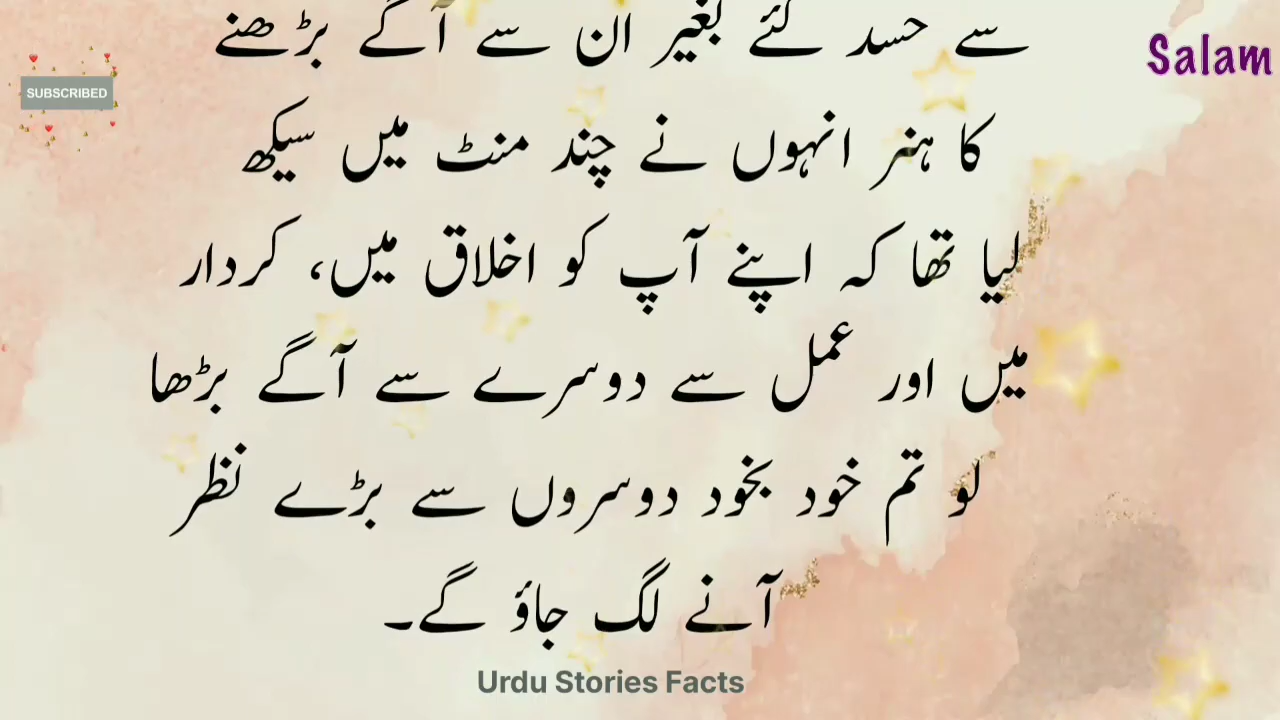 سے حسد کئے بغیر ان سے آگے بڑھنے
Salam
SUBSCRIBED
کا ہنر انہوں نے چند منٹ میں سیکھ
لیا تھا کہ اپنے آپ کو اخلاق میں، کردار
میں اور عمل سے دوسرے سے آگے بڑھا
لو تم خود بخود دوسروں سے بڑے نظر
آنے لگ جاؤ گے۔
Urdu Stories Facts